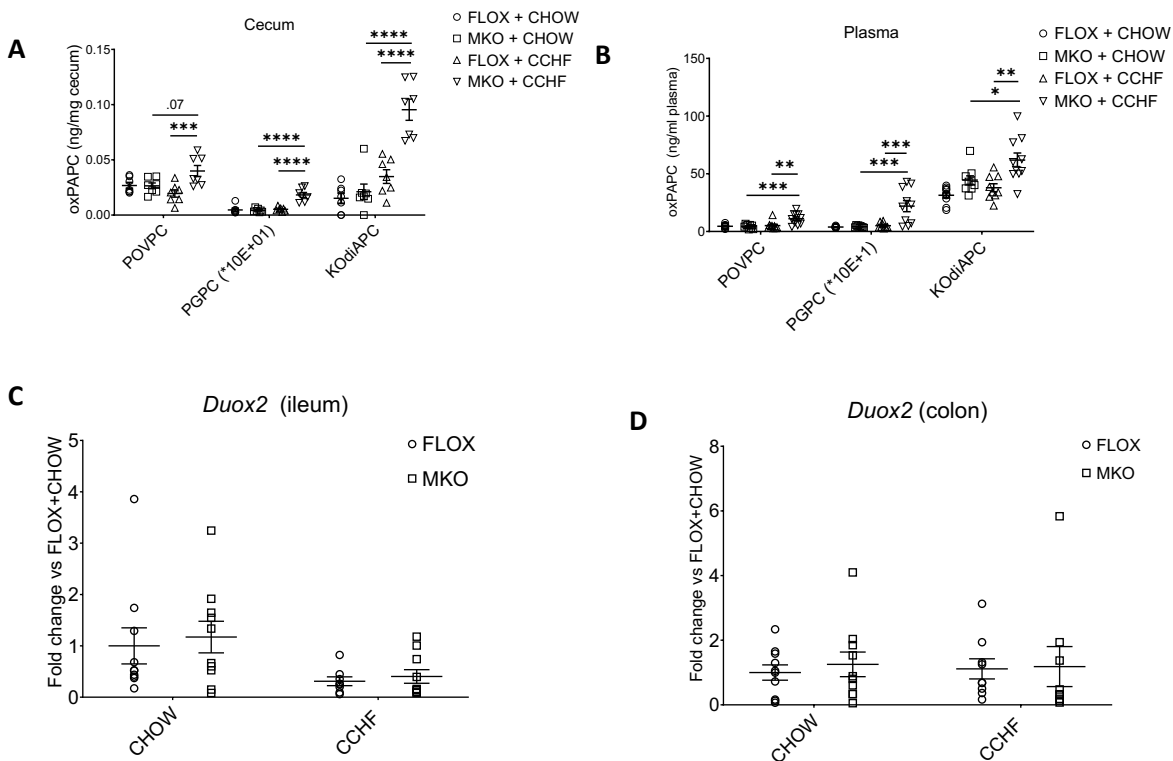 A
Cecum
FLOX + CHOW
MKO + CHOW
FLOX + CCHF
MKO + CCHF
oxPAPC (ng/mg cecum)
0.15
0.10
0.05
0.00
.07
***
****
****
****
****
POVPC
PGPC (*10E+01)
KOdiAPC
B
Plasma
FLOX + CHOW
MKO + CHOW
FLOX + CCHF
MKO + CCHF
oxPAPC (ng/ml plasma)
150
100
50
0
**
***
***
***
**
*
POVPC
PGPC (*10E+1)
KOdiAPC
C
Duox2 (ileum)
FLOX
MKO
Fold change vs FLOX+CHOW
5
4
3
2
1
0
CHOW
CCHF
D
Duox2 (colon)
FLOX
MKO
Fold change vs FLOX+CHOW
8
6
4
2
0
CHOW
CCHF